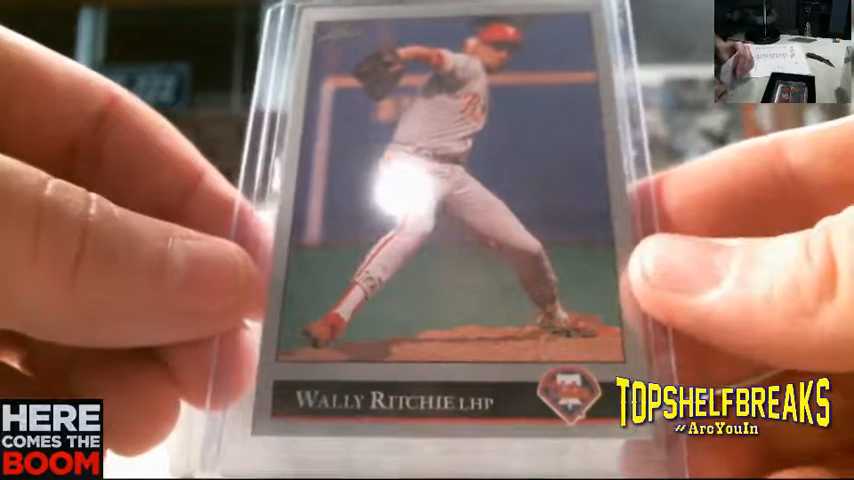 WALLY RITCHIE LHP
TOPSHELFBREAKS
#AreYouIn
HERE
COMES THE
BOOM